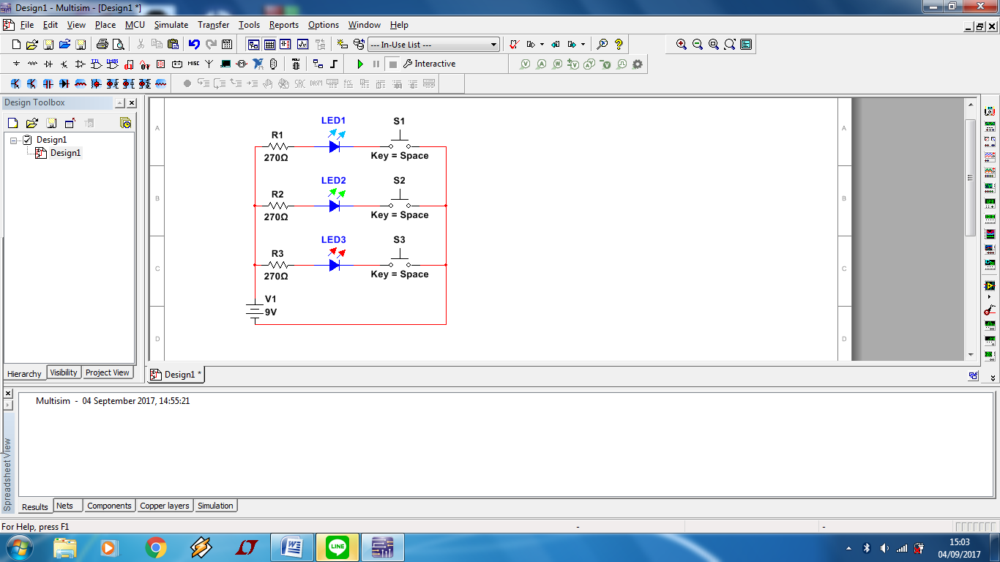 Design1 - Multisim - [Design1 *]
File Edit View Place MCU Simulate Transfer Tools Reports Options Window Help
--- In-Use List ---
MISC
Interactive
Design Toolbox
Design1
Design1
A
B
C
D
LED1
S1
R1
270Ω
Key = Space
LED2
S2
R2
270Ω
Key = Space
LED3
S3
R3
270Ω
Key = Space
V1
9V
A
B
C
D
Hierarchy Visibility Project View
Design1 *
Multisim - 04 September 2017, 14:55:21
Spreadsheet View
Results Nets Components Copper layers Simulation
For Help, press F1
-
-
LINE
15:03
04/09/2017